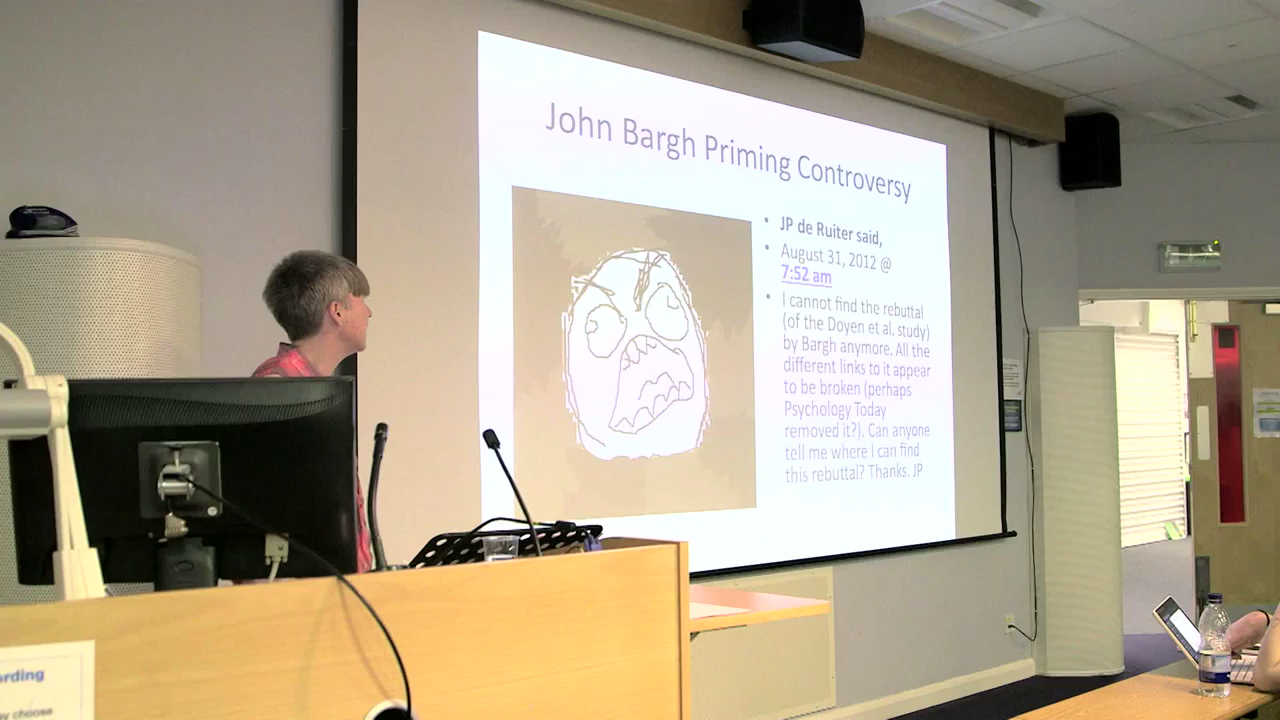 John Bargh Priming Controversy
• JP de Ruiter said,
• August 31, 2012 @
7:52 am
• I cannot find the rebuttal
(of the Doyen et al. study)
by Bargh anymore. All the
different links to it appear
to be broken (perhaps
Psychology Today
removed it?). Can anyone
tell me where I can find
this rebuttal? Thanks. JP
ording
ay choose